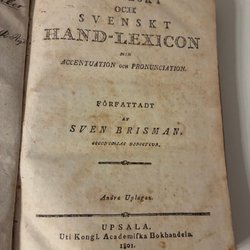 OCH
SVENSKT
HAND-LEXICON
MED
ACCENTUATION OCH PRONUNCIATION.
FÖRFATTADT
AF
SVEN BRISMAN,
Andra Uplagan.
UPSALA,
Uti Kongl. Academiska Bokhandeln.
1801.